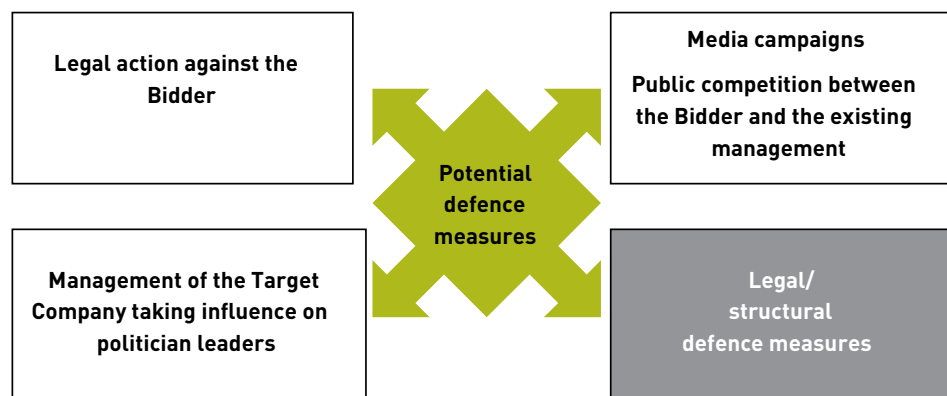 Legal action against the
Bidder
Media campaigns
Public competition between
the Bidder and the existing
management
Potential
defence
measures
Management of the Target
Company taking influence on
politician leaders
Legal/
structural
defence measures